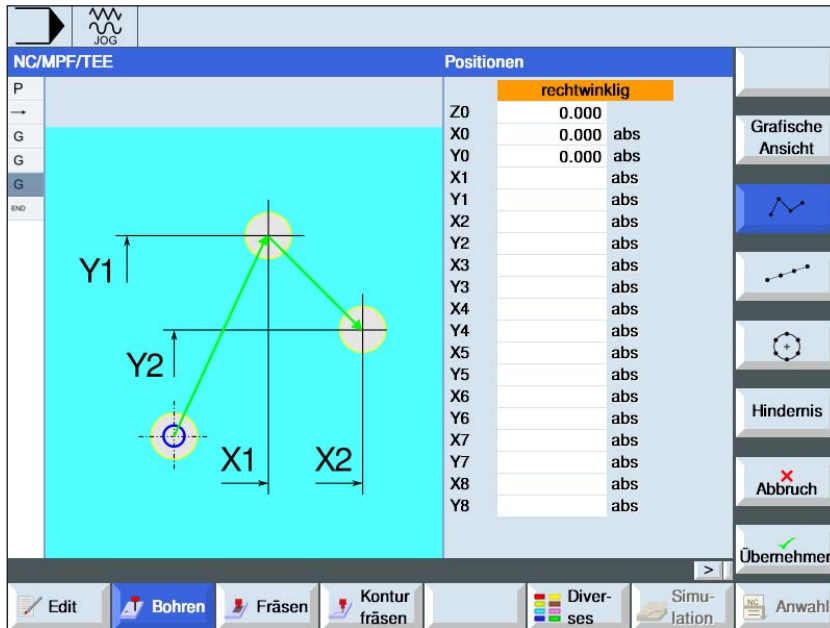 JOG
NC/MPF/TEE
Positionen
P
G
G
G
END
Y1
Y2
X1 X2
rechtwinklig
Z0 0.000
X0 0.000 abs
Y0 0.000 abs
X1 abs
Y1 abs
X2 abs
Y2 abs
X3 abs
Y3 abs
X4 abs
Y4 abs
X5 abs
Y5 abs
X6 abs
Y6 abs
X7 abs
Y7 abs
X8 abs
Y8 abs
Grafische
Ansicht
Hindernis
Abbruch
Übernehmen
>
Edit
Bohren
Fräsen
Kontur
fräsen
Diver-
ses
Simu-
lation
NC
Anwahl